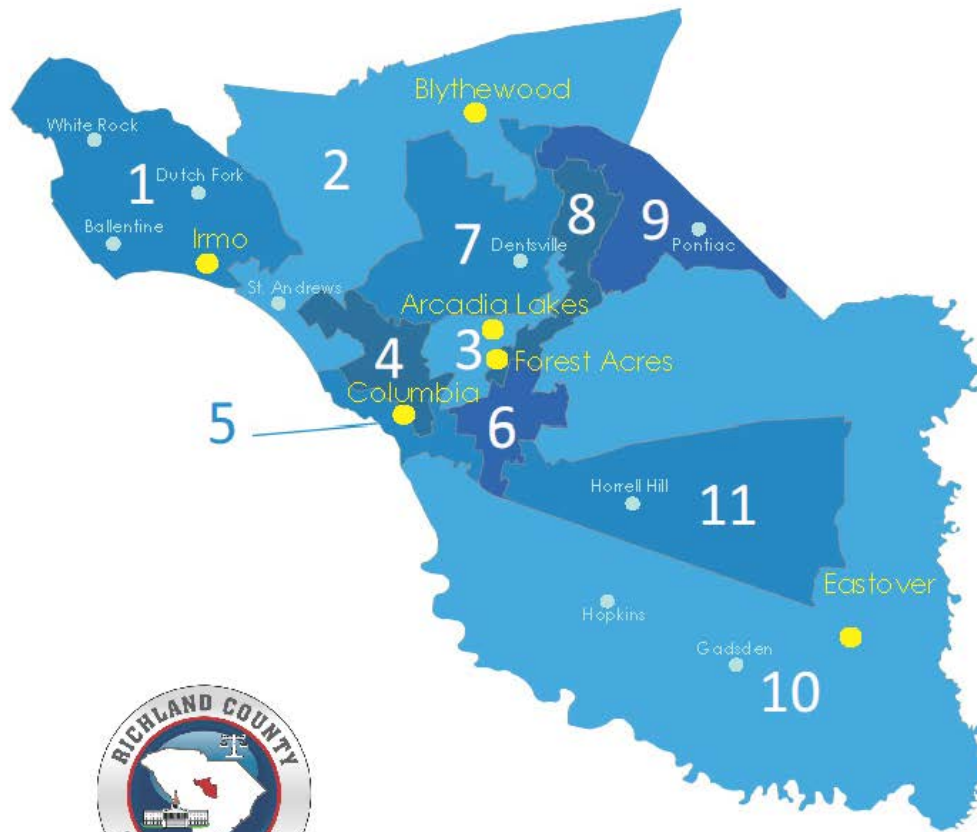 Blythewood
White Rock
2
1
Dutch Fork
8
9
Ballentine
Irmo
7
Dentsville
Pontiac
St. Andrews
Arcadia Lakes
4
3
Forest Acres
Columbia
5
6
Horrell Hill
11
Eastover
Hopkins
Gadsden
10
RICHLAND COUNTY